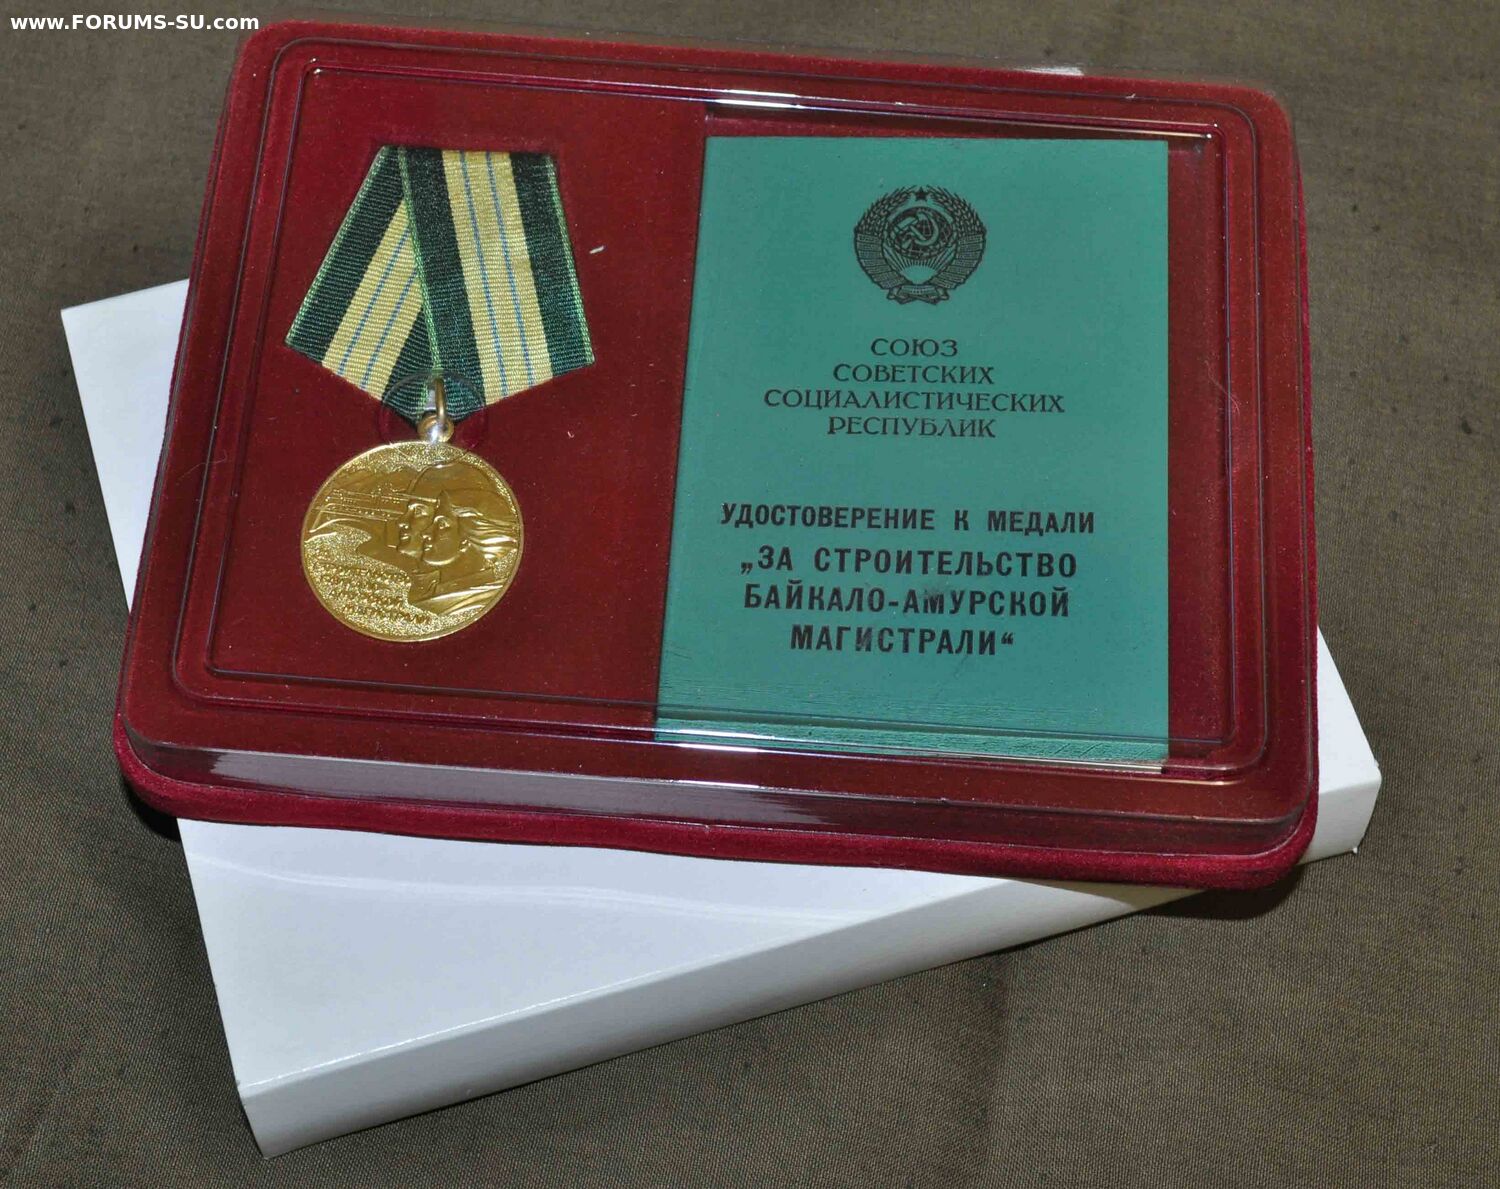 www.FORUMS-SU.com
СОЮЗ
СОВЕТСКИХ
СОЦИАЛИСТИЧЕСКИХ
РЕСПУБЛИК
УДОСТОВЕРЕНИЕ К МЕДАЛИ
„ЗА СТРОИТЕЛЬСТВО
БАЙКАЛО-АМУРСКОЙ
МАГИСТРАЛИ“